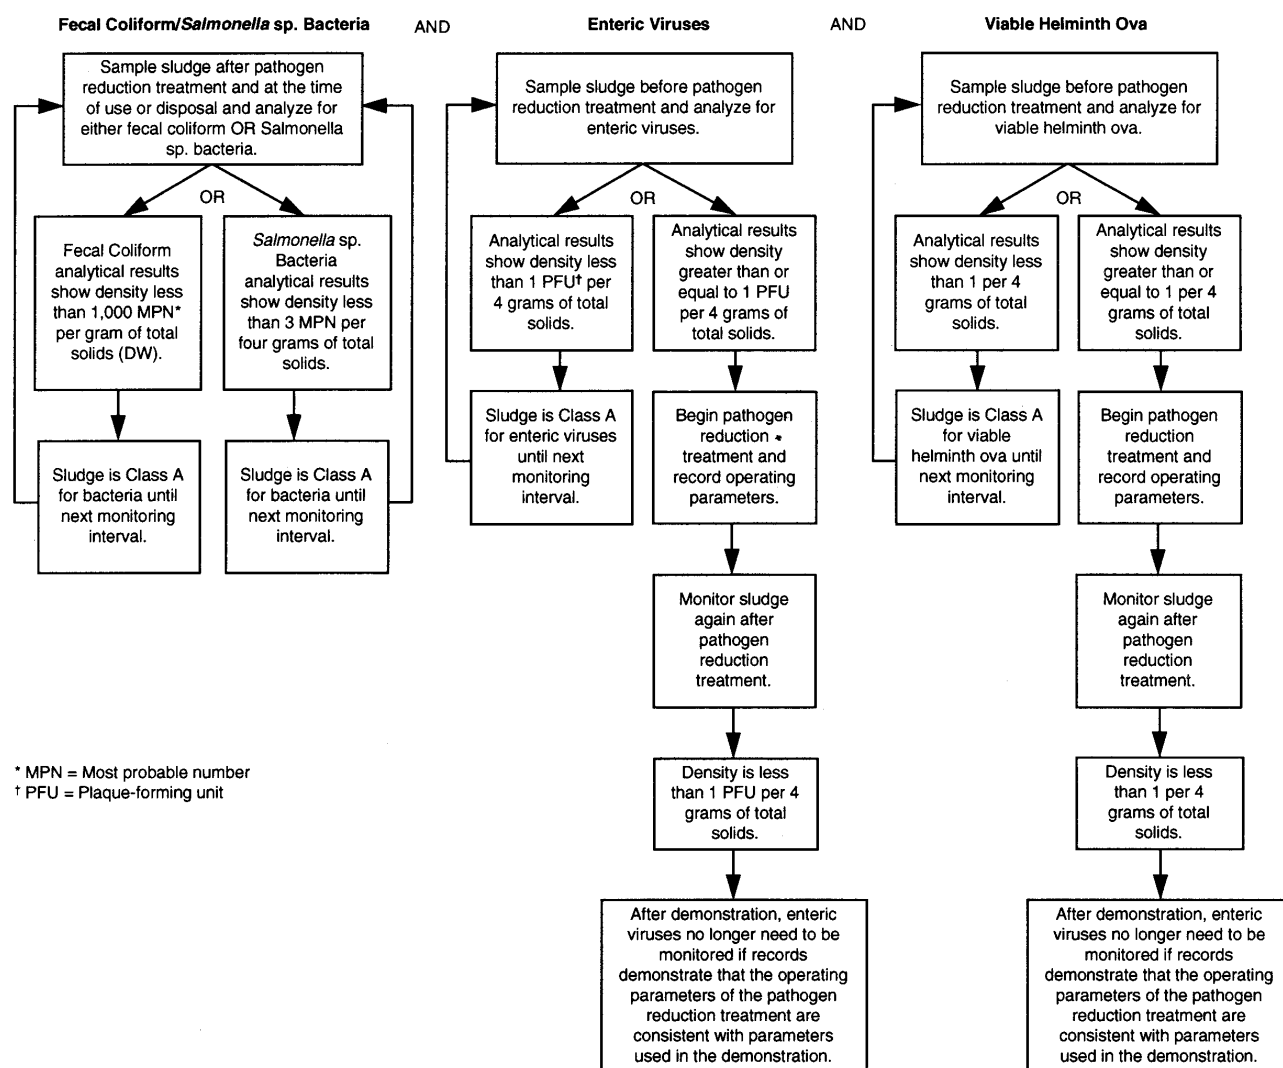 Fecal Coliform/Salmonella sp. Bacteria
AND
Enteric Viruses
AND
Viable Helminth Ova
Sample sludge after pathogen
reduction treatment and at the time
of use or disposal and analyze for
either fecal coliform OR Salmonella
sp. bacteria.
OR
Fecal Coliform
analytical results
show density less
than 1,000 MPN*
per gram of total
solids (DW).
Salmonella sp.
Bacteria
analytical results
show density less
than 3 MPN per
four grams of total
solids.
Sludge is Class A
for bacteria until
next monitoring
interval.
Sludge is Class A
for bacteria until
next monitoring
interval.
Sample sludge before pathogen
reduction treatment and analyze for
enteric viruses.
OR
Analytical results
show density less
than 1 PFU† per
4 grams of total
solids.
Analytical results
show density
greater than or
equal to 1 PFU
per 4 grams of
total solids.
Sludge is Class A
for enteric viruses
until next
monitoring
interval.
Begin pathogen
reduction *
treatment and
record operating
parameters.
Monitor sludge
again after
pathogen
reduction
treatment.
Density is less
than 1 PFU per 4
grams of total
solids.
After demonstration, enteric
viruses no longer need to be
monitored if records
demonstrate that the operating
parameters of the pathogen
reduction treatment are
consistent with parameters
used in the demonstration.
Sample sludge before pathogen
reduction treatment and analyze for
viable helminth ova.
OR
Analytical results
show density less
than 1 per 4
grams of total
solids.
Analytical results
show density
greater than or
equal to 1 per 4
grams of total
solids.
Sludge is Class A
for viable
helminth ova until
next monitoring
interval.
Begin pathogen
reduction
treatment and
record operating
parameters.
Monitor sludge
again after
pathogen
reduction
treatment.
Density is less
than 1 per 4
grams of total
solids.
After demonstration, enteric
viruses no longer need to be
monitored if records
demonstrate that the operating
parameters of the pathogen
reduction treatment are
consistent with parameters
used in the demonstration.
* MPN = Most probable number
† PFU = Plaque-forming unit